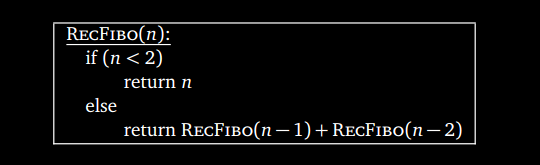 RECFIBO(n):
if (n < 2)
return n
else
return RECFIBO(n − 1) + RECFIBO(n − 2)